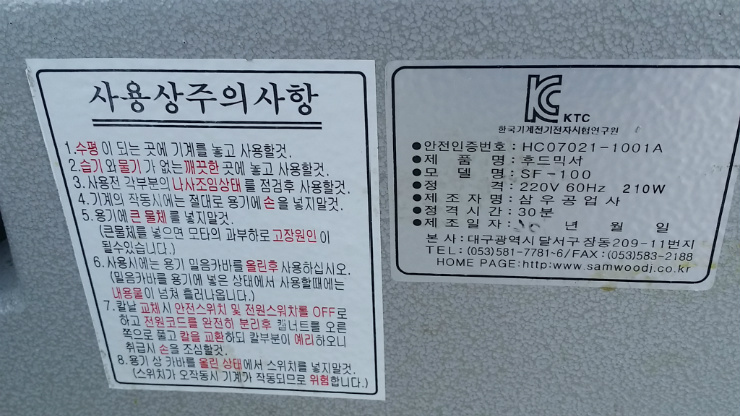 사용상주의사항
1.수평이 되는 곳에 기계를 놓고 사용할것.
2.습기와물기가 없는깨끗한 곳에 놓고 사용할것.
3.사용전 각부분의나사조임상태를 점검후 사용할것.
4.기계의 작동시에는 절대로 용기에손을 넣지말것.
5.용기에큰 물체를 넣지말것.
(큰물체를 넣으면 모타의 과부하로고장원인이
될수있습니다.)
6.사용시에는 용기 밀음카바를올린후사용하십시오.
(밀음카바를 용기에 넣은 상태에서 사용할때에는
내용물이 넘쳐 흘러나옵니다.)
7.칼날 교체시 안전스위치 및 전원스위치를 OFF로
하고 전원코드를 완전히 분리후 칼너트를 오른
쪽으로 풀고 칼을 교환하되 칼부분이 예리하오니
취급시 손을 조심할것.
8.용기 상 카바를올린 상태에서 스위치를 넣지말것.
(스위치가 오작동시 기계가 작동되므로 위험합니다.)
KC
KTC
한국기계전기전자시험연구원
●안전인증번호: HC07021-1001A
●제 품 명: 후드믹서
●모 델 명: SF-100
●정 격: 220V 60Hz 210W
●제 조 자 명: 삼우공업사
●정격시간: 30분
●제조일자: 년 월 일
본 사: 대구광역시 달서구 장동209-11번지
TEL: (053)581-7781~6/FAX: (053)583-2188
HOME PAGE:http:www.samwoodj.co.kr